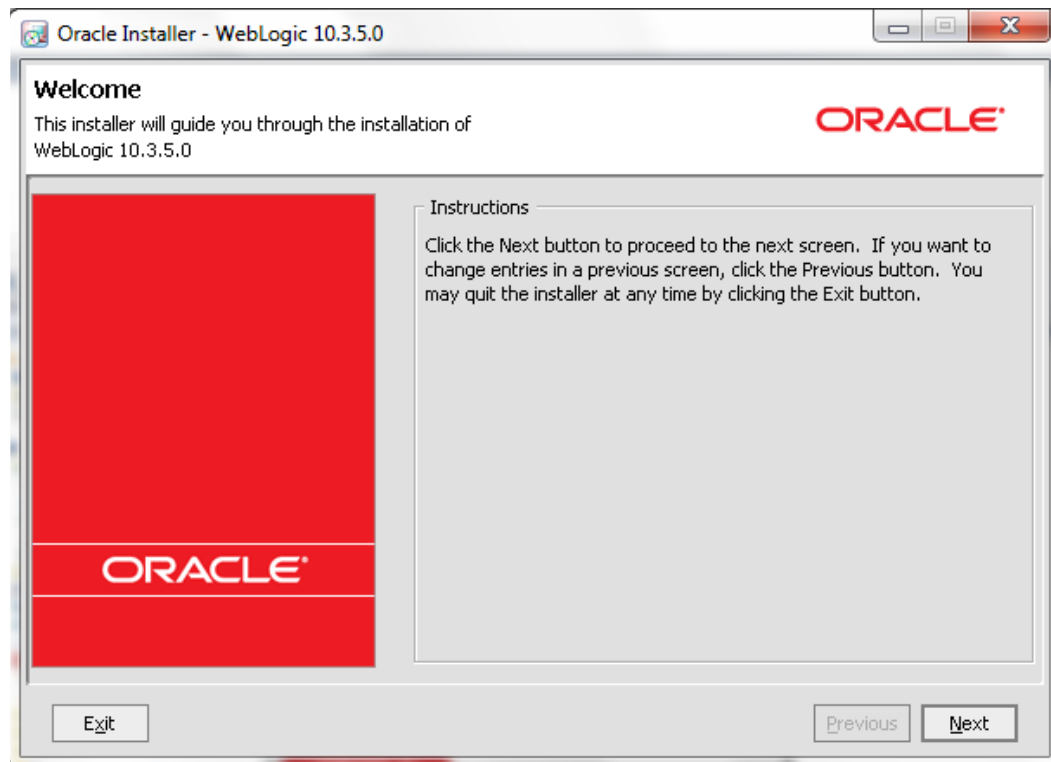 Oracle Installer - WebLogic 10.3.5.0
Welcome
This installer will guide you through the installation of
WebLogic 10.3.5.0
ORACLE
Instructions
Click the Next button to proceed to the next screen. If you want to
change entries in a previous screen, click the Previous button. You
may quit the installer at any time by clicking the Exit button.
ORACLE
Exit
Previous
Next